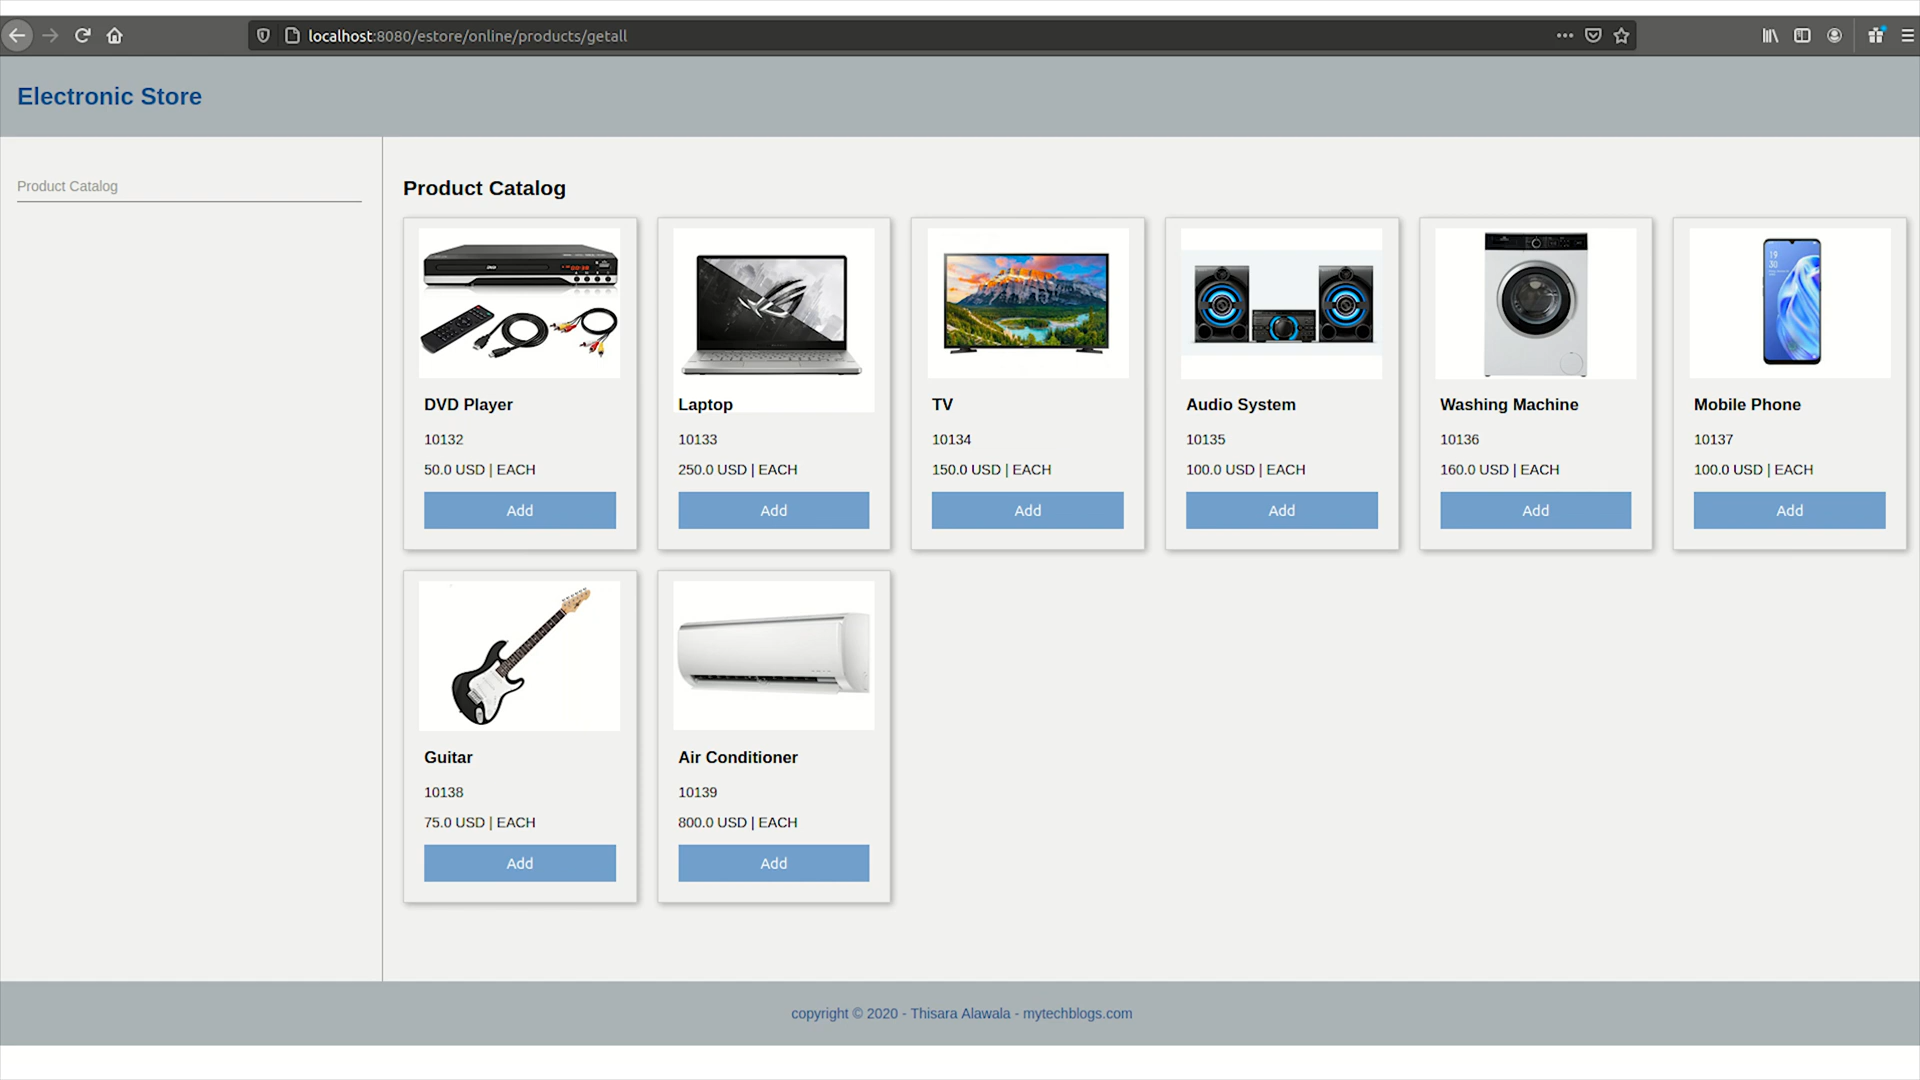 localhost:8080/estore/online/products/getall
Electronic Store
Product Catalog
Product Catalog
DVD Player
10132
50.0 USD | EACH
Add
Laptop
10133
250.0 USD | EACH
Add
TV
10134
150.0 USD | EACH
Add
Audio System
10135
100.0 USD | EACH
Add
Washing Machine
10136
160.0 USD | EACH
Add
19
30
Mobile Phone
10137
100.0 USD | EACH
Add
Guitar
10138
75.0 USD | EACH
Add
Air Conditioner
10139
800.0 USD | EACH
Add
copyright © 2020 - Thisara Alawala - mytechblogs.com